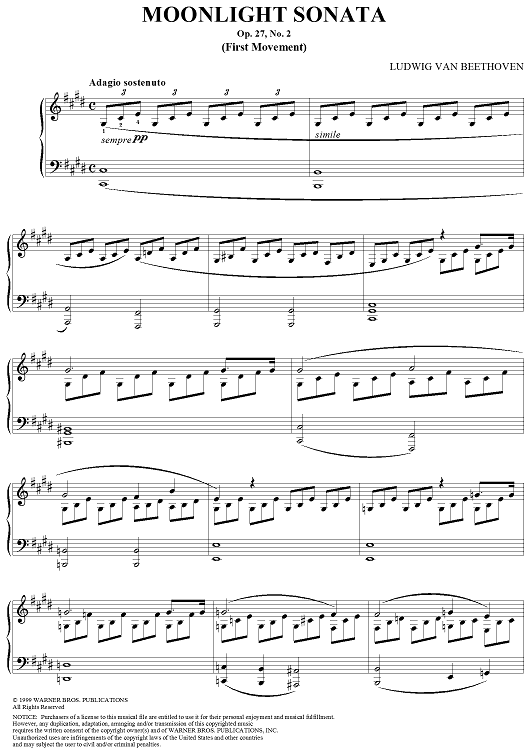 MOONLIGHT SONATA
Op. 27, No. 2
(First Movement)
LUDWIG VAN BEETHOVEN
Adagio sostenuto
3 3 3 3
1 2 4
sempre pp
simile
© 1999 WARNER BROS. PUBLICATIONS
All Rights Reserved
NOTICE: Purchasers of a license to this musical file are entitled to use it for their personal enjoyment and musical fulfillment.
However, any duplication, adaptation, arranging and/or transmission of this copyrighted music
requires the written consent of the copyright owner(s) and of WARNER BROS. PUBLICATIONS, INC.
Unauthorized uses are infringements of the copyright laws of the United States and other countries
and may subject the user to civil and/or criminal penalties.